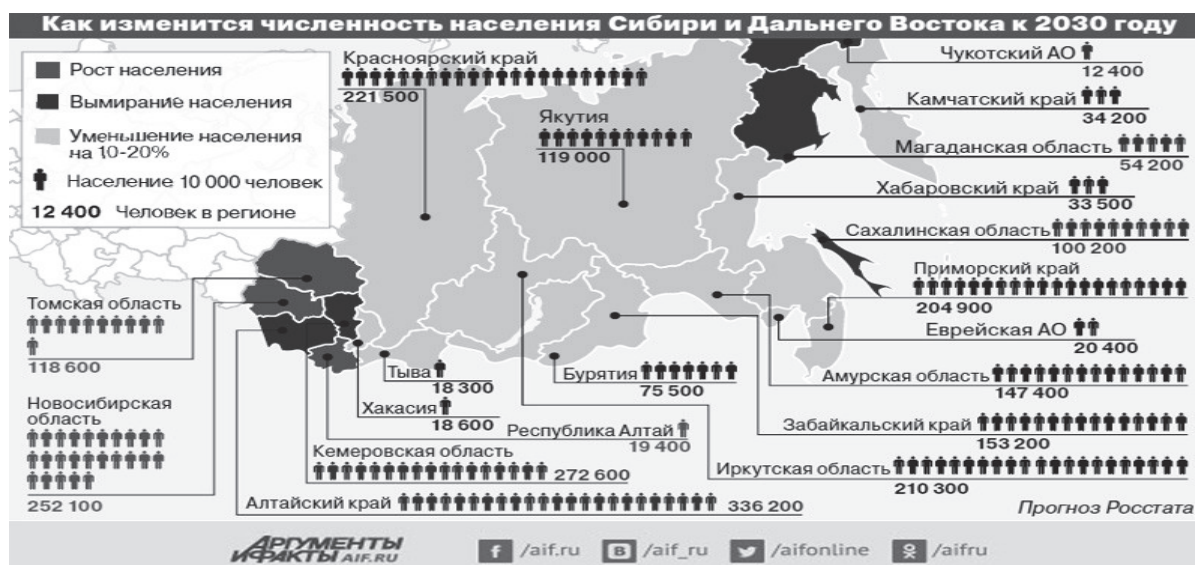 Как изменится численность населения Сибири и Дальнего Востока к 2030 году
Рост населения
Вымирание населения
Уменьшение населения
на 10-20%
Население 10 000 человек
12 400 Человек в регионе
Красноярский край
221 500
Якутия
119 000
Чукотский АО
12 400
Камчатский край
34 200
Магаданская область
54 200
Хабаровский край
33 500
Сахалинская область
100 200
Приморский край
204 900
Еврейская АО
20 400
Амурская область
147 400
Забайкальский край
153 200
Иркутская область
210 300
Томская область
118 600
Новосибирская
область
252 100
Тыва
18 300
Хакасия
18 600
Бурятия
75 500
Республика Алтай
19 400
Кемеровская область
272 600
Алтайский край
336 200
Прогноз Росстата
АРГУМЕНТЫ
И ФАКТЫ AIF.RU
f /aif.ru
B /aif_ru
/aifonline
/aifru